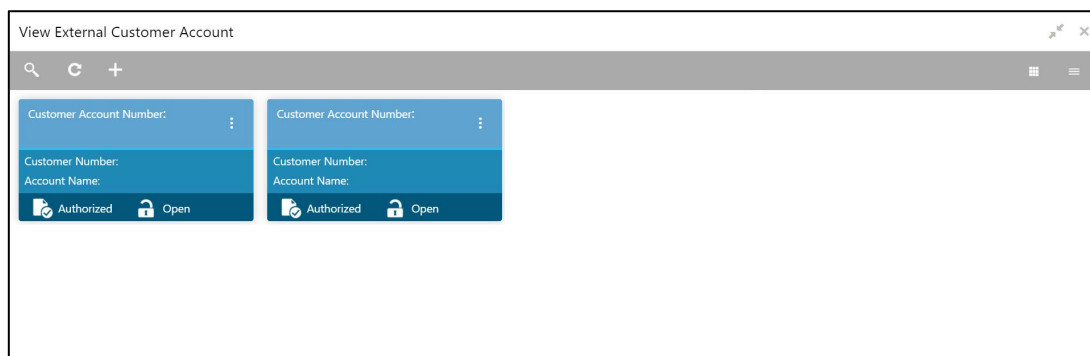 View External Customer Account
Customer Account Number:
Customer Number:
Account Name:
Authorized Open
Customer Account Number:
Customer Number:
Account Name:
Authorized Open